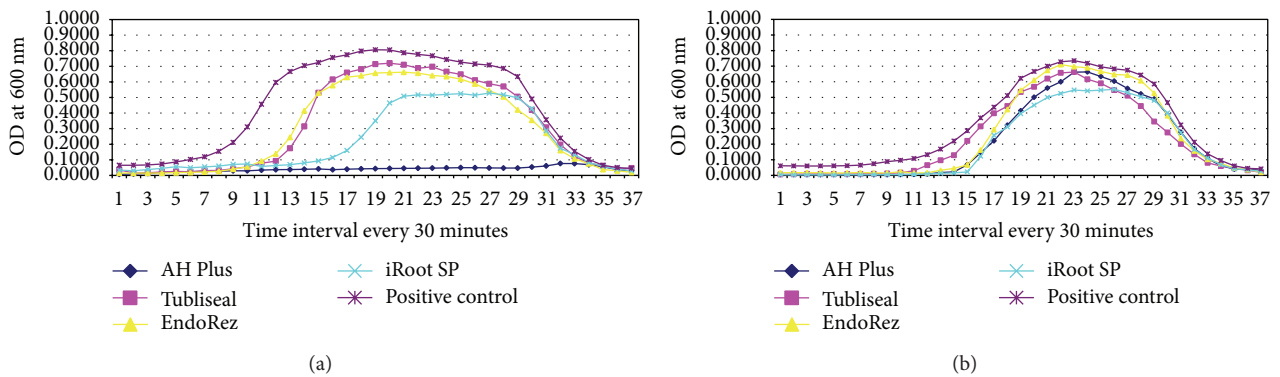 1.0000
0.9000
0.8000
0.7000
0.6000
0.5000
0.4000
0.3000
0.2000
0.1000
0.0000
OD at 600 nm
1 3 5 7 9 11 13 15 17 19 21 23 25 27 29 31 33 35 37
Time interval every 30 minutes
AH Plus
Tubliseal
EndoRez
iRoot SP
Positive control
(a)
1.0000
0.9000
0.8000
0.7000
0.6000
0.5000
0.4000
0.3000
0.2000
0.1000
0.0000
OD at 600 nm
1 3 5 7 9 11 13 15 17 19 21 23 25 27 29 31 33 35 37
Time interval every 30 minutes
AH Plus
Tubliseal
EndoRez
iRoot SP
Positive control
(b)